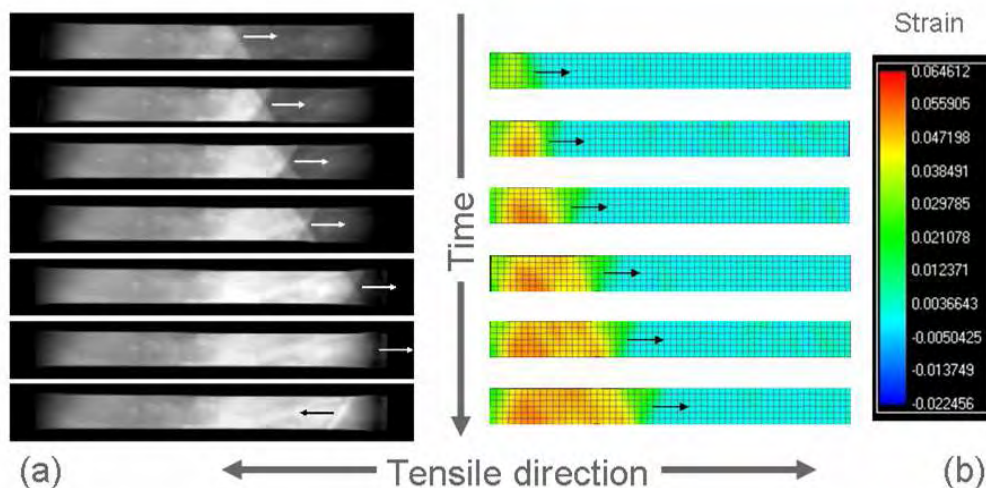 Strain
0.064612
0.055905
0.047198
0.038491
0.029785
0.021078
0.012371
0.0036643
-0.0050425
-0.013749
-0.022456
Time
(a)
Tensile direction
(b)